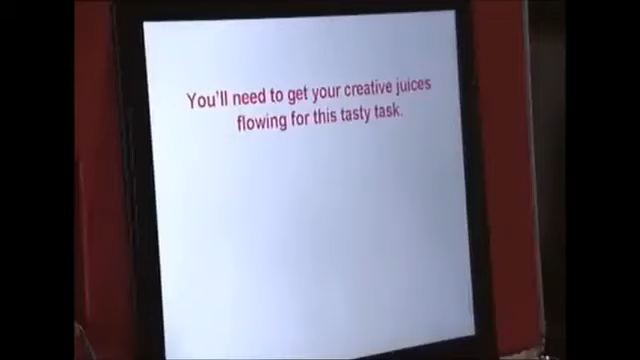 You'll need to get your creative juices
flowing for this tasty task.